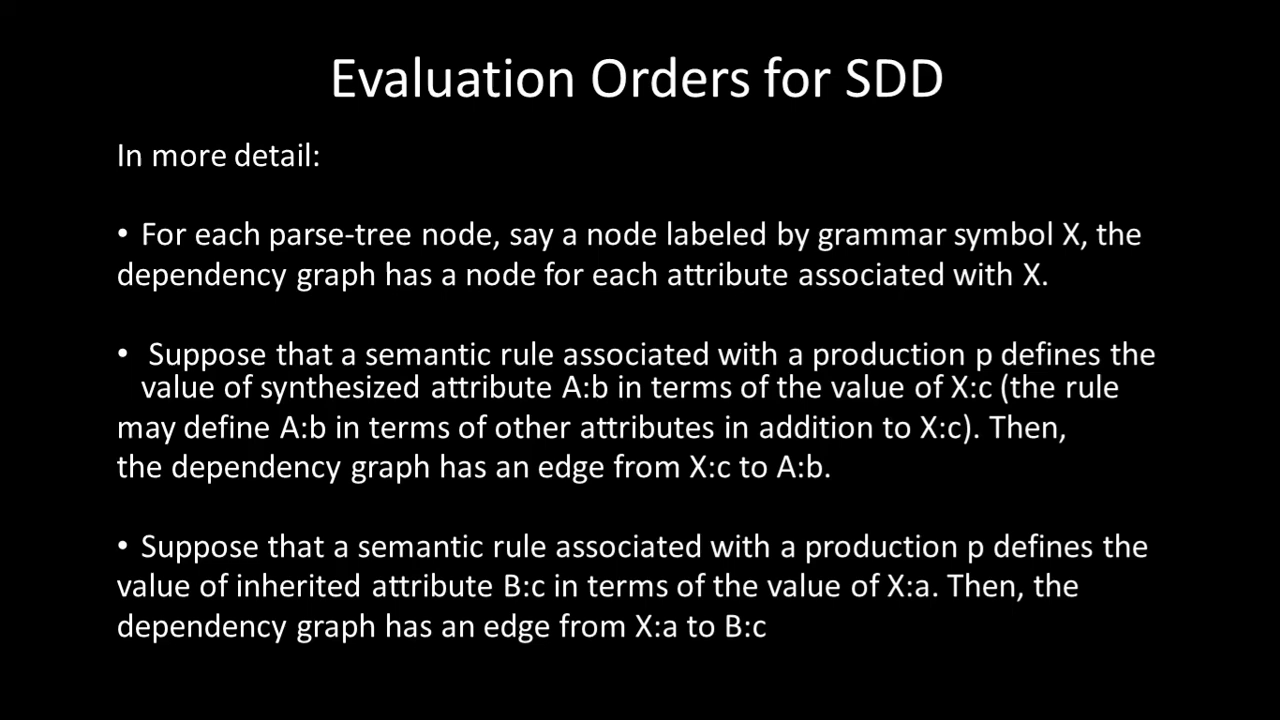 Evaluation Orders for SDD
In more detail:
• For each parse-tree node, say a node labeled by grammar symbol X, the
dependency graph has a node for each attribute associated with X.
• Suppose that a semantic rule associated with a production p defines the
value of synthesized attribute A:b in terms of the value of X:c (the rule
may define A:b in terms of other attributes in addition to X:c). Then,
the dependency graph has an edge from X:c to A:b.
• Suppose that a semantic rule associated with a production p defines the
value of inherited attribute B:c in terms of the value of X:a. Then, the
dependency graph has an edge from X:a to B:c